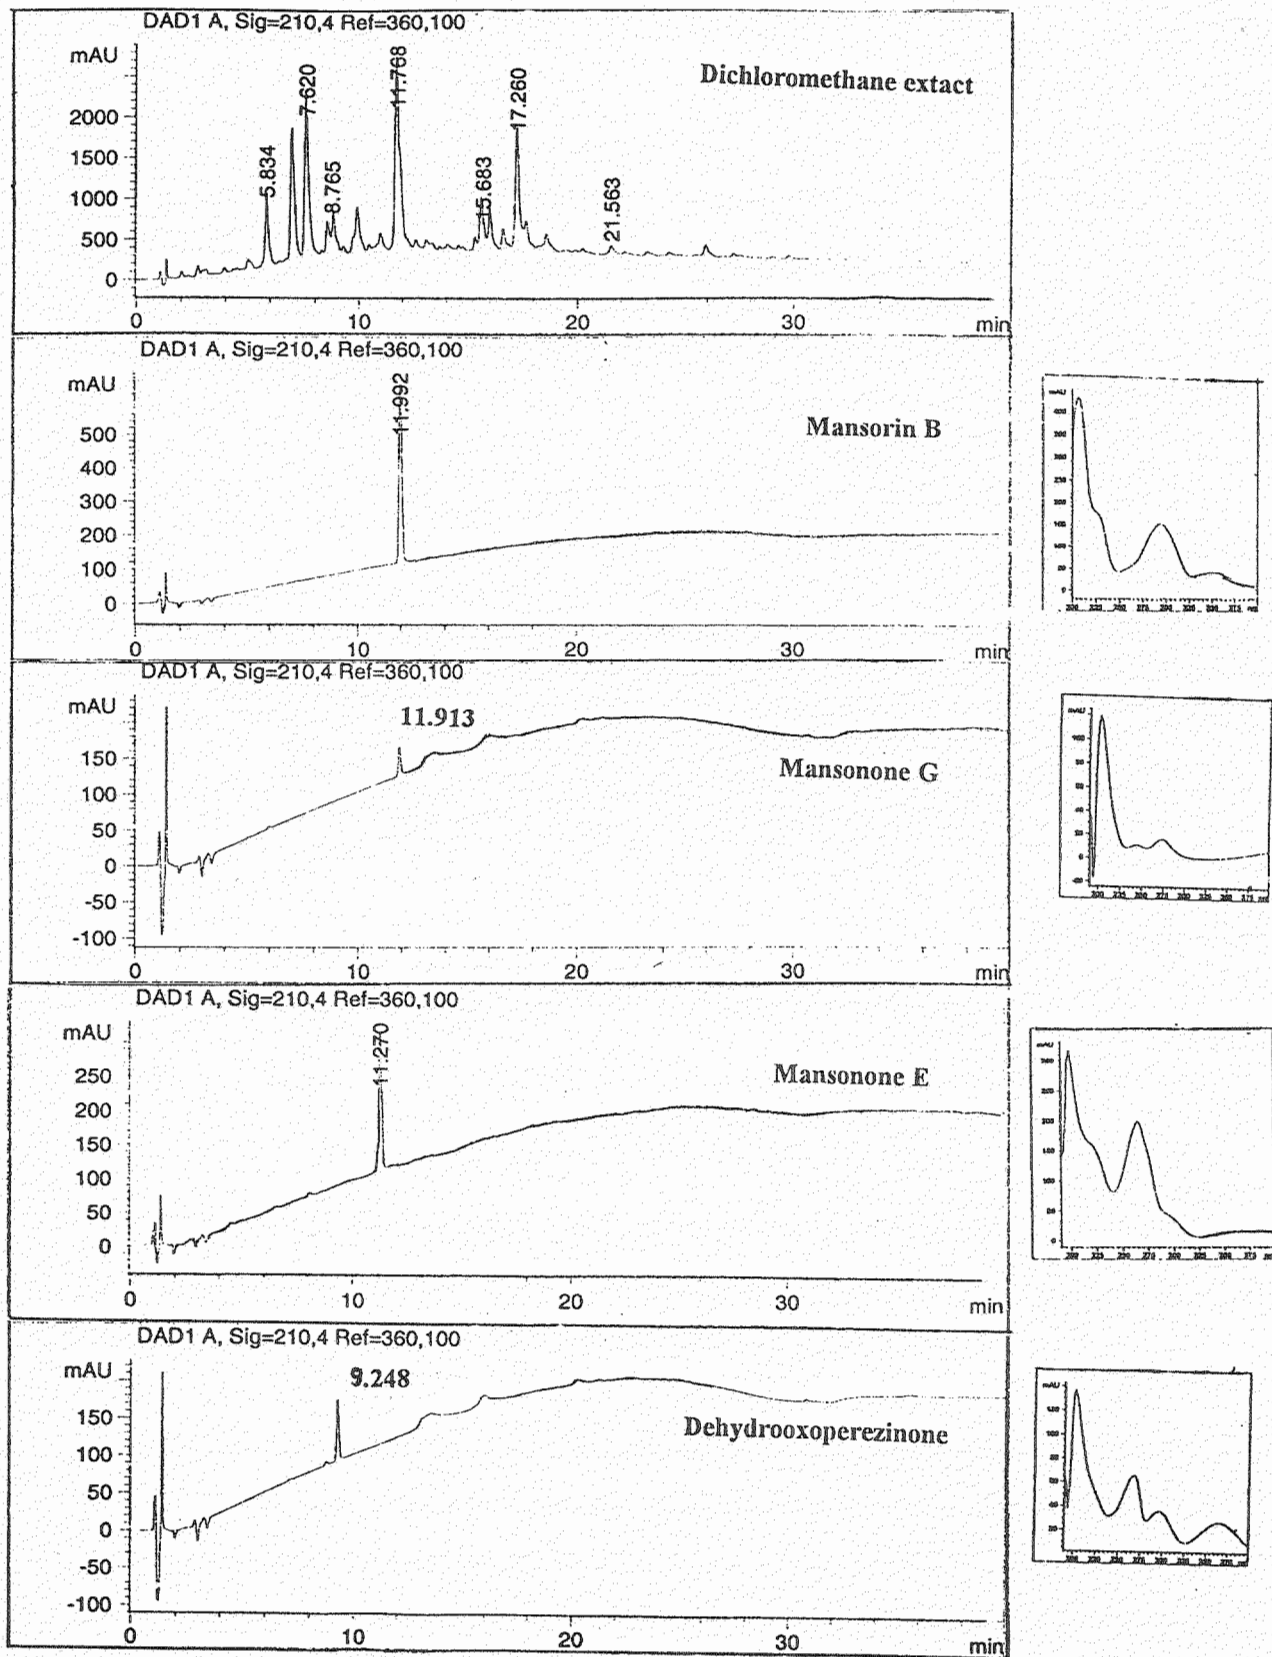 DAD1 A, Sig=210,4 Ref=360,100
mAU
Dichloromethane extact
5.834
7.620
8.765
11.768
15.683
17.260
21.563
2000
1500
1000
500
0
0 10 20 30 min
DAD1 A, Sig=210,4 Ref=360,100
mAU
11.992
Mansorin B
500
400
300
200
100
0
0 10 20 30 min
DAD1 A, Sig=210,4 Ref=360,100
mAU
11.913
Mansonone G
150
100
50
0
-50
-100
0 10 20 30 min
DAD1 A, Sig=210,4 Ref=360,100
mAU
11.270
Mansonone E
250
200
150
100
50
0
0 10 20 30 min
DAD1 A, Sig=210,4 Ref=360,100
mAU
9.248
Dehydrooxoperezinone
150
100
50
0
-50
-100
0 10 20 30 min